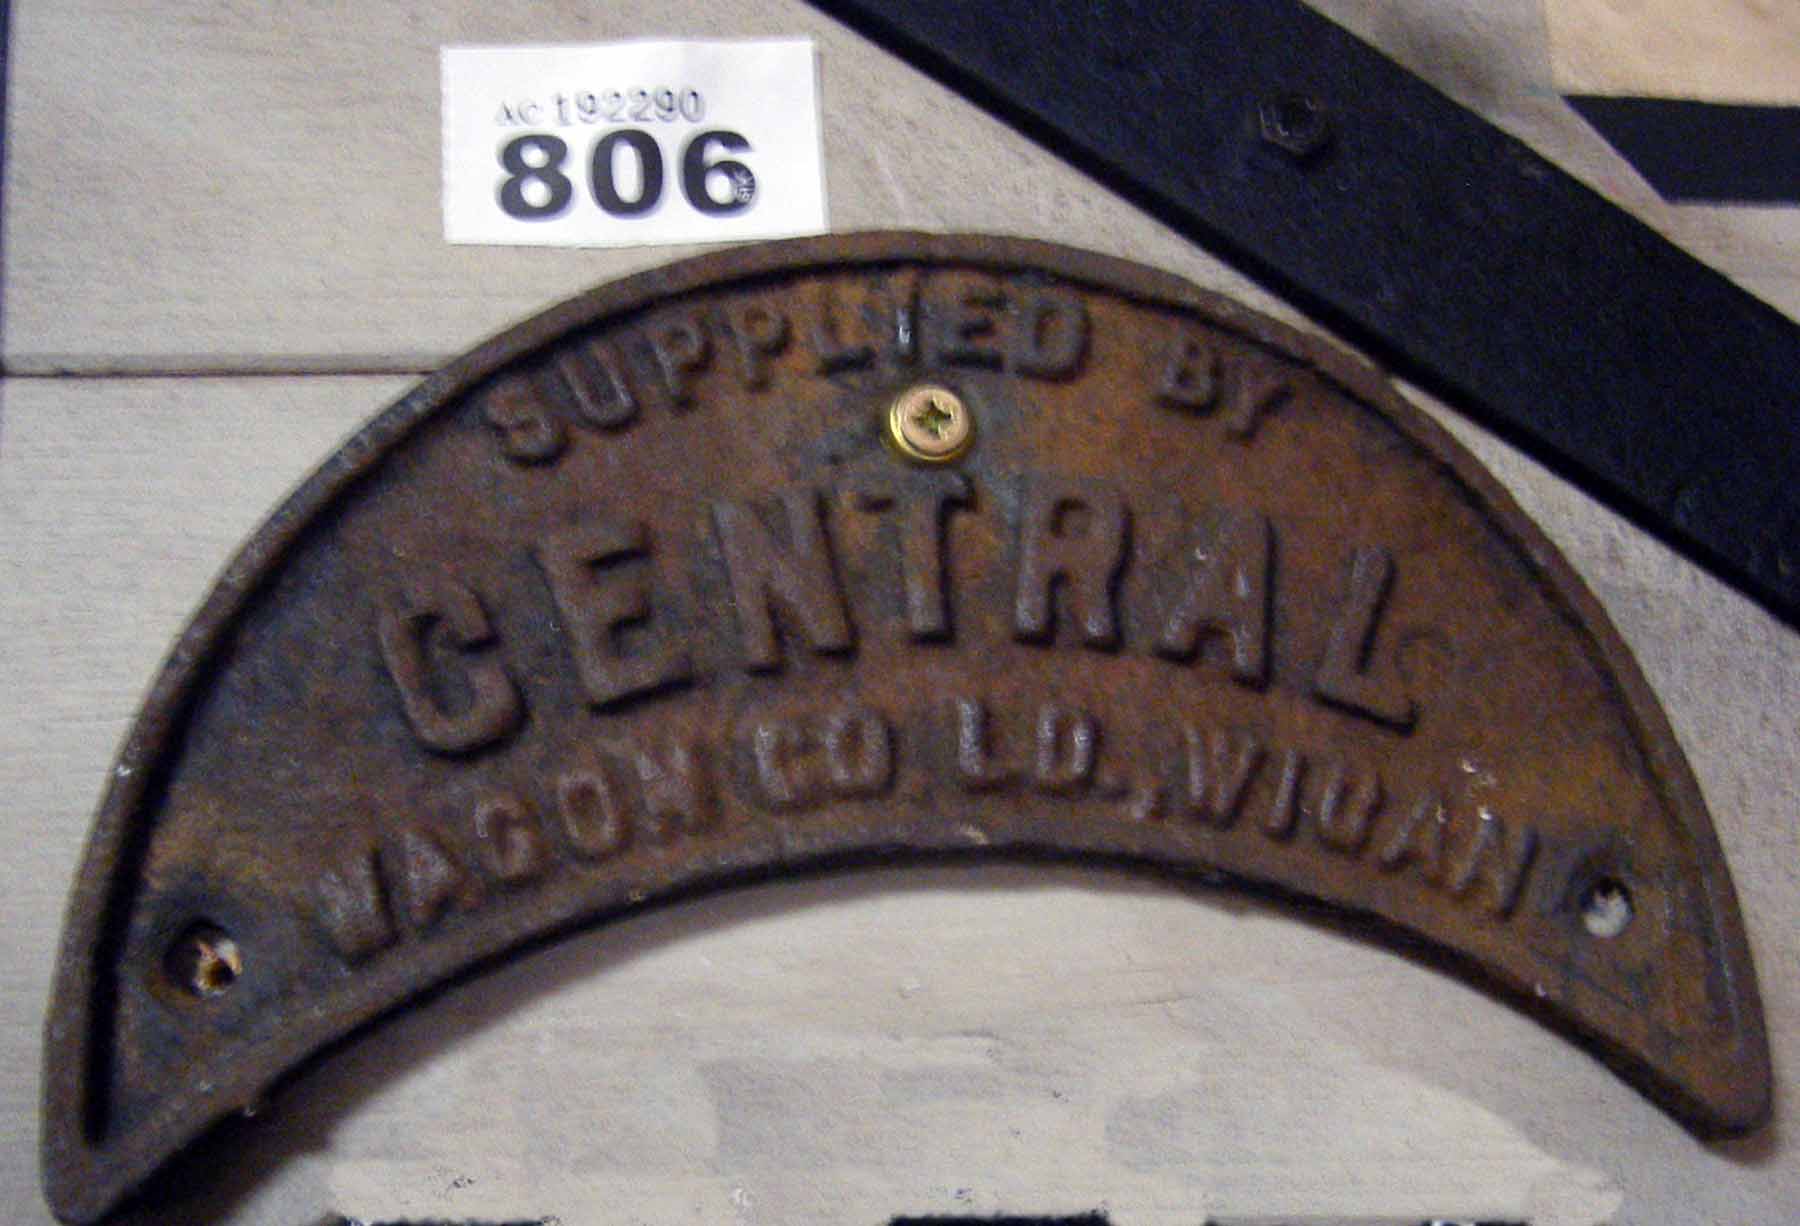 AC 192290
806
SUPPLIED BY
CENTRAL
WAGON CO LD., WIGAN